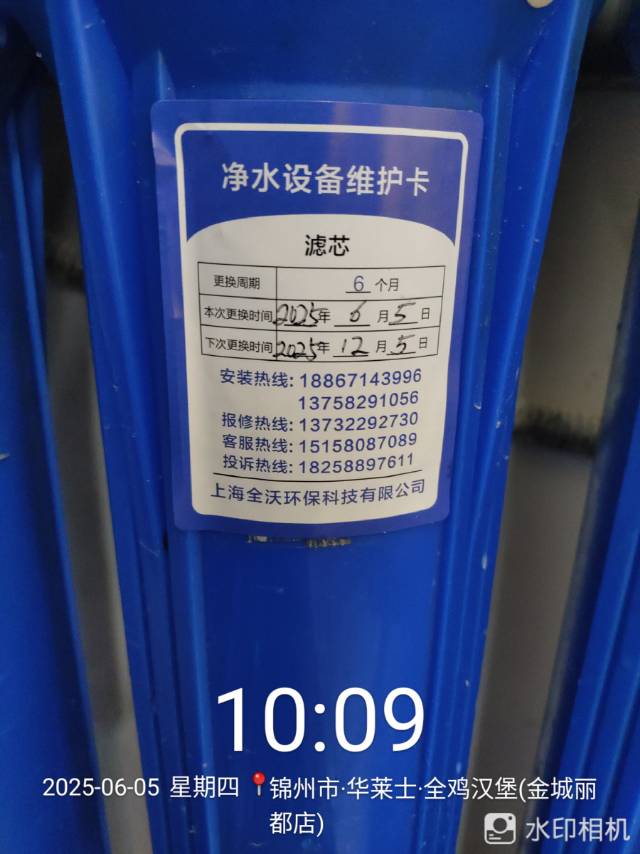 净水设备维护卡
滤芯
更换周期 6 个月
本次更换时间 2025年 6 月 5 日
下次更换时间 2025年 12 月 5 日
安装热线: 18867143996
13758291056
报修热线: 13732292730
客服热线: 15158087089
投诉热线: 18258897611
上海全沃环保科技有限公司
10:09
2025-06-05 星期四 锦州市·华莱士·全鸡汉堡(金城丽
都店)
水印相机